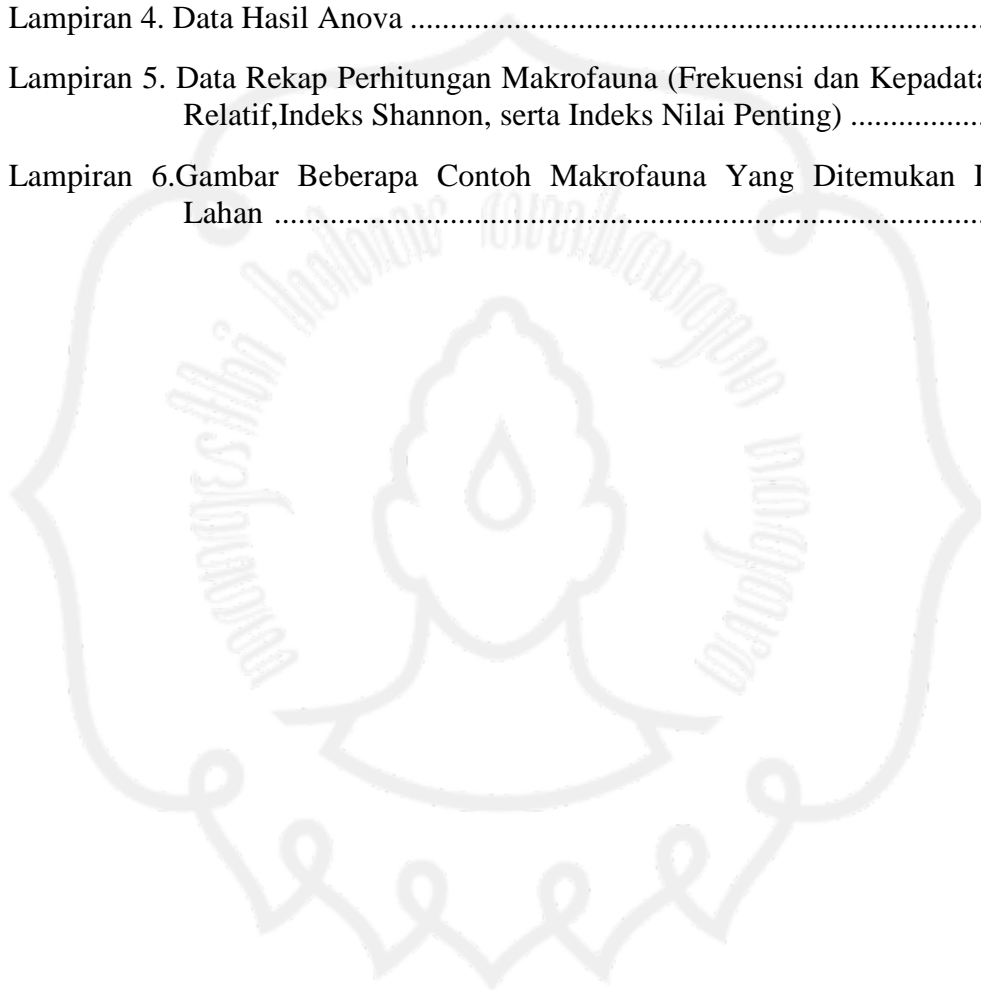 Lampiran 4. Data Hasil Anova ..........................................................................................
Lampiran 5. Data Rekap Perhitungan Makrofauna (Frekuensi dan Kepadata
Relatif,Indeks Shannon, serta Indeks Nilai Penting) .................
Lampiran 6.Gambar Beberapa Contoh Makrofauna Yang Ditemukan
Lahan ..........................................................................................................